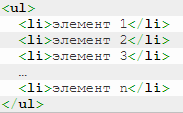 <ul>
<li>элемент 1</li>
<li>элемент 2</li>
<li>элемент 3</li>
…
<li>элемент n</li>
</ul>